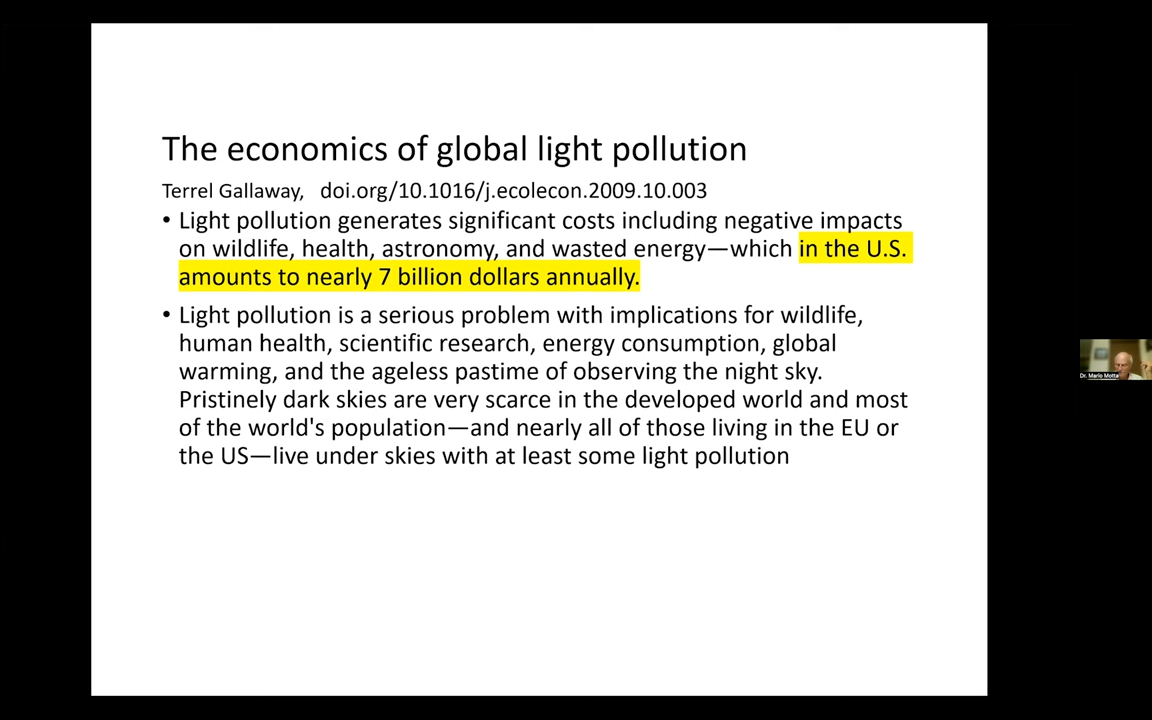 The economics of global light pollution
Terrel Gallaway, doi.org/10.1016/j.ecolecon.2009.10.003
• Light pollution generates significant costs including negative impacts
on wildlife, health, astronomy, and wasted energy—which in the U.S.
amounts to nearly 7 billion dollars annually.
• Light pollution is a serious problem with implications for wildlife,
human health, scientific research, energy consumption, global
warming, and the ageless pastime of observing the night sky.
Pristinely dark skies are very scarce in the developed world and most
of the world's population—and nearly all of those living in the EU or
the US—live under skies with at least some light pollution
Dr. Mario Motta